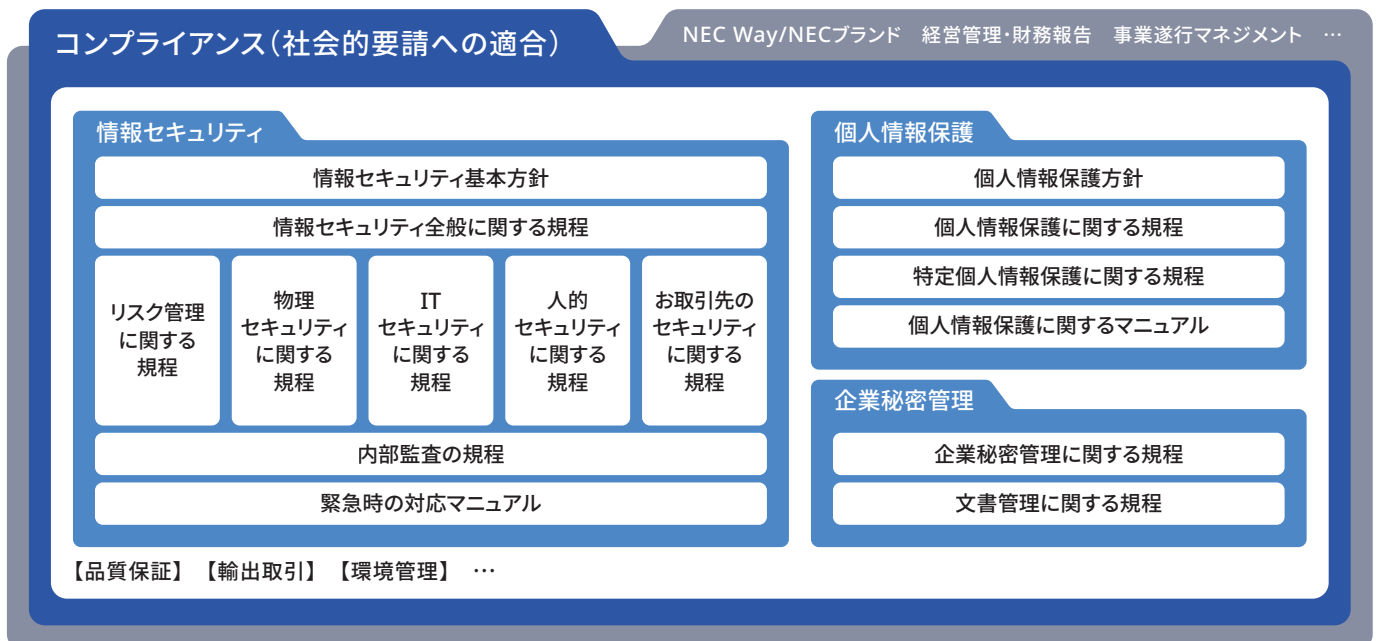 コンプライアンス（社会的要請への適合）
NEC Way/NECブランド 経営管理・財務報告 事業遂行マネジメント …
情報セキュリティ
情報セキュリティ基本方針
情報セキュリティ全般に関する規程
リスク管理
に関する
規程
物理
セキュリティ
に関する
規程
IT
セキュリティ
に関する
規程
人的
セキュリティ
に関する
規程
お取引先の
セキュリティ
に関する
規程
内部監査の規程
緊急時の対応マニュアル
個人情報保護
個人情報保護方針
個人情報保護に関する規程
特定個人情報保護に関する規程
個人情報保護に関するマニュアル
企業秘密管理
企業秘密管理に関する規程
文書管理に関する規程
【品質保証】 【輸出取引】 【環境管理】 …